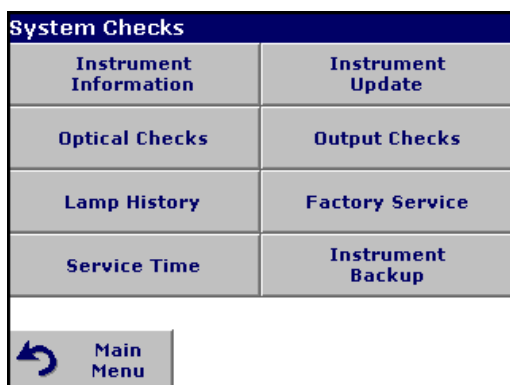 System Checks
Instrument
Information
Instrument
Update
Optical Checks
Output Checks
Lamp History
Factory Service
Service Time
Instrument
Backup
Main
Menu